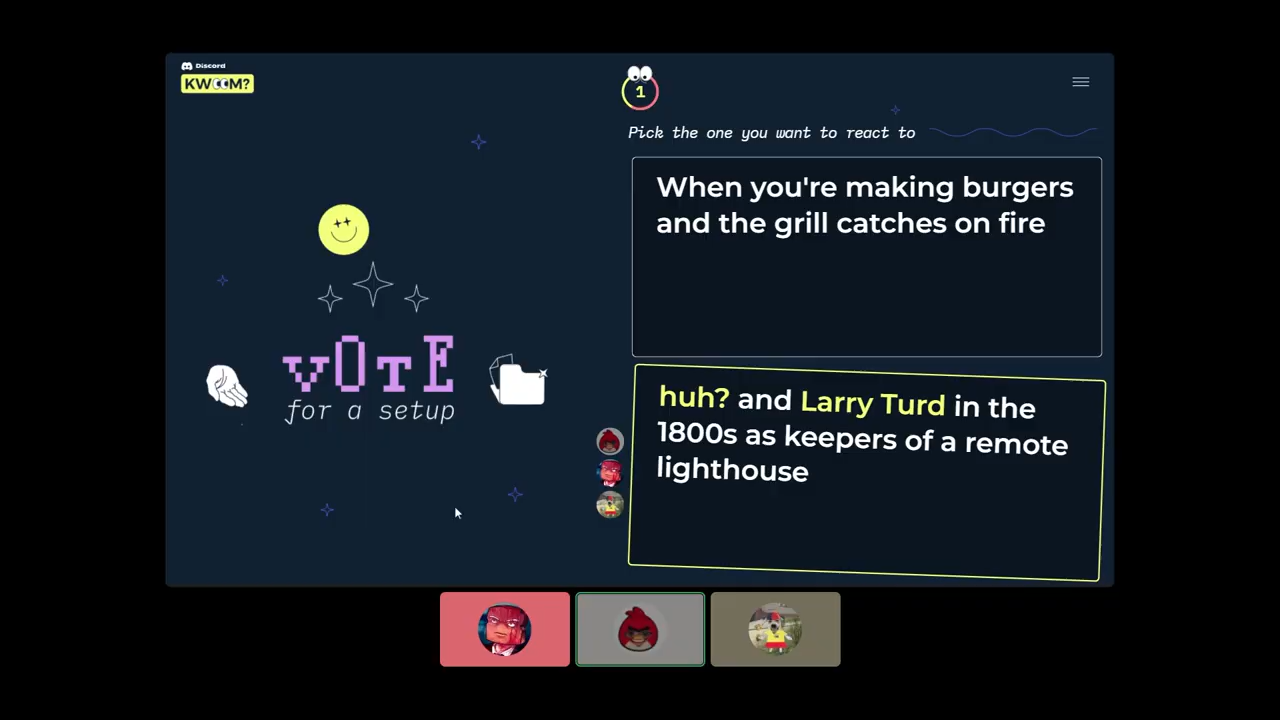 Discord
KWOOM?
1
Pick the one you want to react to
When you're making burgers
and the grill catches on fire
vOTE
for a setup
huh? and Larry Turd in the
1800s as keepers of a remote
lighthouse